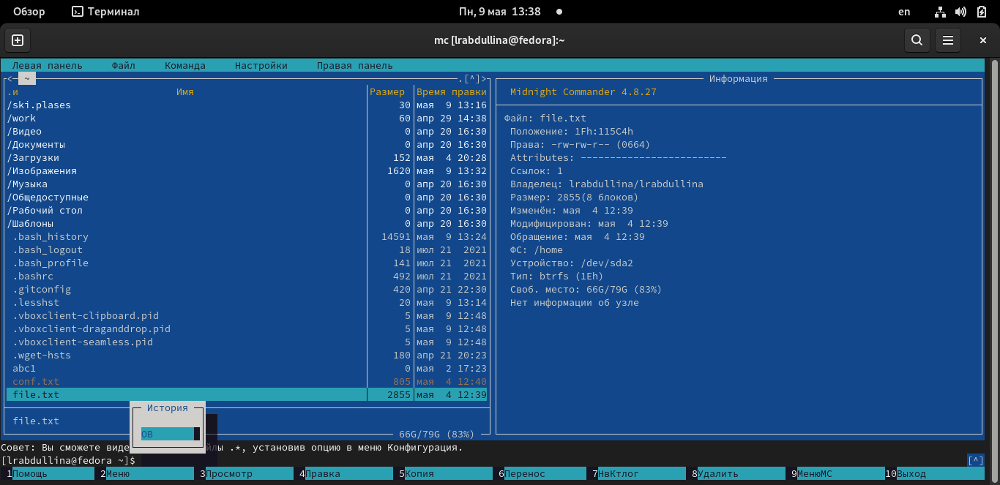 Обзор Терминал Пн, 9 мая 13:38 en
mc [lrabdullina@fedora]:~
Левая панель Файл Команда Настройки Правая панель
<- ~ .[^]> Информация
.и Имя Размер Время правки Midnight Commander 4.8.27
/ski.plases 30 мая 9 13:16
/work 60 апр 29 14:38 Файл: file.txt
/Видео 0 апр 20 16:30 Положение: 1Fh:115C4h
/Документы 0 апр 20 16:30 Права: -rw-rw-r-- (0664)
/Загрузки 152 мая 4 20:28 Attributes: -------------------------
/Изображения 1620 мая 9 13:32 Ссылок: 1
/Музыка 0 апр 20 16:30 Владелец: lrabdullina/lrabdullina
/Общедоступные 0 апр 20 16:30 Размер: 2855(8 блоков)
/Рабочий стол 0 апр 20 16:30 Изменён: мая 4 12:39
/Шаблоны 0 апр 20 16:30 Модифицирован: мая 4 12:39
.bash_history 14591 мая 9 13:24 Обращение: мая 4 12:39
.bash_logout 18 июл 21 2021 ФС: /home
.bash_profile 141 июл 21 2021 Устройство: /dev/sda2
.bashrc 492 июл 21 2021 Тип: btrfs (1Eh)
.gitconfig 420 апр 21 22:30 Своб. место: 66G/79G (83%)
.lesshst 20 мая 9 13:14 Нет информации об узле
.vboxclient-clipboard.pid 5 мая 9 12:48
.vboxclient-draganddrop.pid 5 мая 9 12:48
.vboxclient-seamless.pid 5 мая 9 12:48
.wget-hsts 180 апр 21 20:23
abc1 0 мая 2 17:23
conf.txt 805 мая 4 12:40
file.txt 2855 мая 4 12:39
История
file.txt
ОВ 66G/79G (83%)
Совет: Вы сможете виде йлы .*, установив опцию в меню Конфигурация.
[lrabdullina@fedora ~]$ [^]
1Помощь 2Меню 3Просмотр 4Правка 5Копия 6Перенос 7НвКтлог 8Удалить 9МенюМС 10Выход